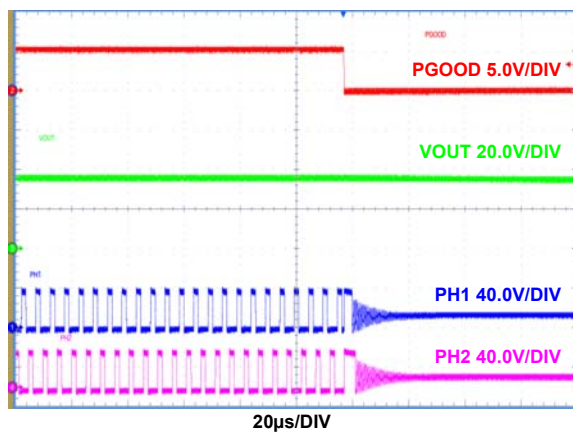 PGOOD
PGOOD 5.0V/DIV
VOUT
VOUT 20.0V/DIV
PH1
PH1 40.0V/DIV
PH2
PH2 40.0V/DIV
20µs/DIV